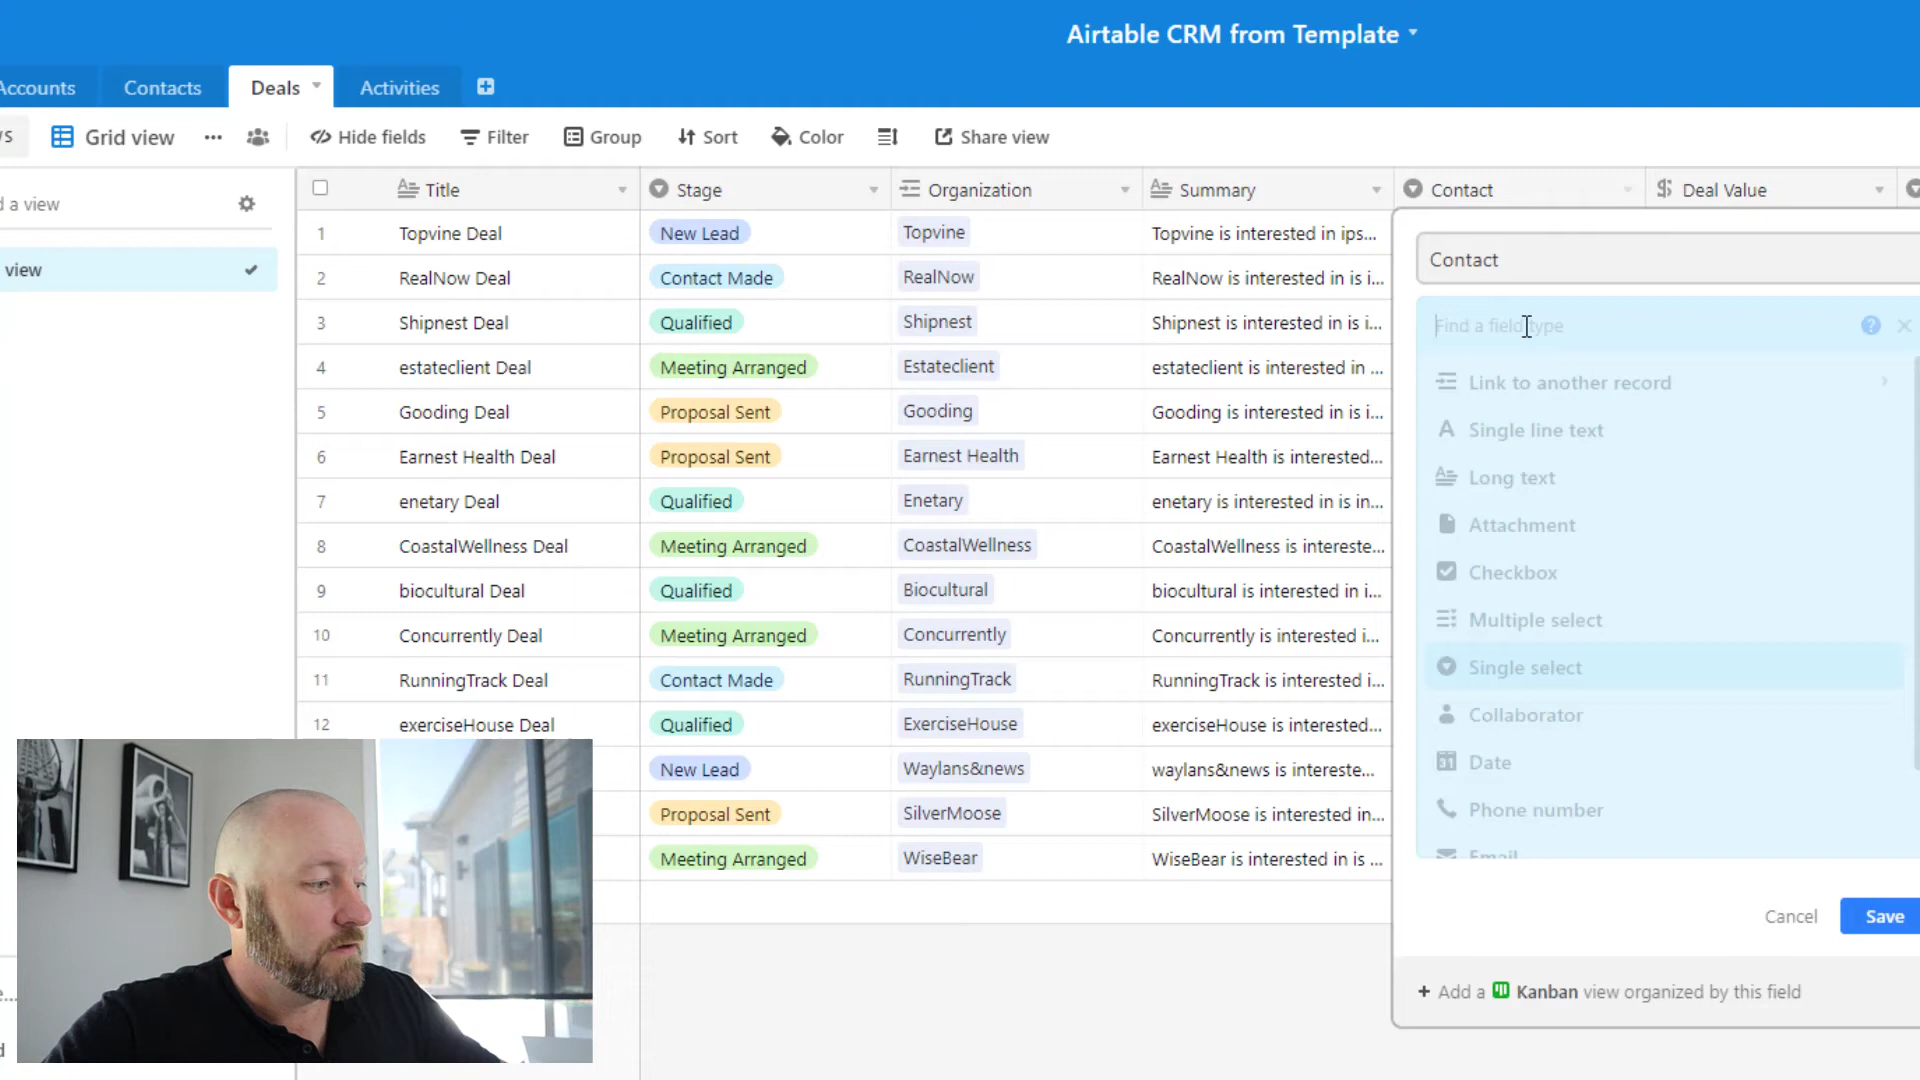 Airtable CRM from Template
Accounts
Contacts
Deals
Activities
Grid view
Hide fields
Filter
Group
Sort
Color
Share view
a view
view
Title
Stage
Organization
Summary
Contact
Deal Value
1 Topvine Deal New Lead Topvine Topvine is interested in ips...
2 RealNow Deal Contact Made RealNow RealNow is interested in is i...
3 Shipnest Deal Qualified Shipnest Shipnest is interested in is i...
4 estateclient Deal Meeting Arranged Estateclient estateclient is interested in ...
5 Gooding Deal Proposal Sent Gooding Gooding is interested in is i...
6 Earnest Health Deal Proposal Sent Earnest Health Earnest Health is interested...
7 enetary Deal Qualified Enetary enetary is interested in is in...
8 CoastalWellness Deal Meeting Arranged CoastalWellness CoastalWellness is intereste...
9 biocultural Deal Qualified Biocultural biocultural is interested in i...
10 Concurrently Deal Meeting Arranged Concurrently Concurrently is interested i...
11 RunningTrack Deal Contact Made RunningTrack RunningTrack is interested i...
12 exerciseHouse Deal Qualified ExerciseHouse exerciseHouse is interested...
New Lead Waylans&news waylans&news is intereste...
Proposal Sent SilverMoose SilverMoose is interested in...
Meeting Arranged WiseBear WiseBear is interested in is ...
Contact
Find a field type
Link to another record
Single line text
Long text
Attachment
Checkbox
Multiple select
Single select
Collaborator
31 Date
Phone number
Email
Cancel
Save
+ Add a Kanban view organized by this field